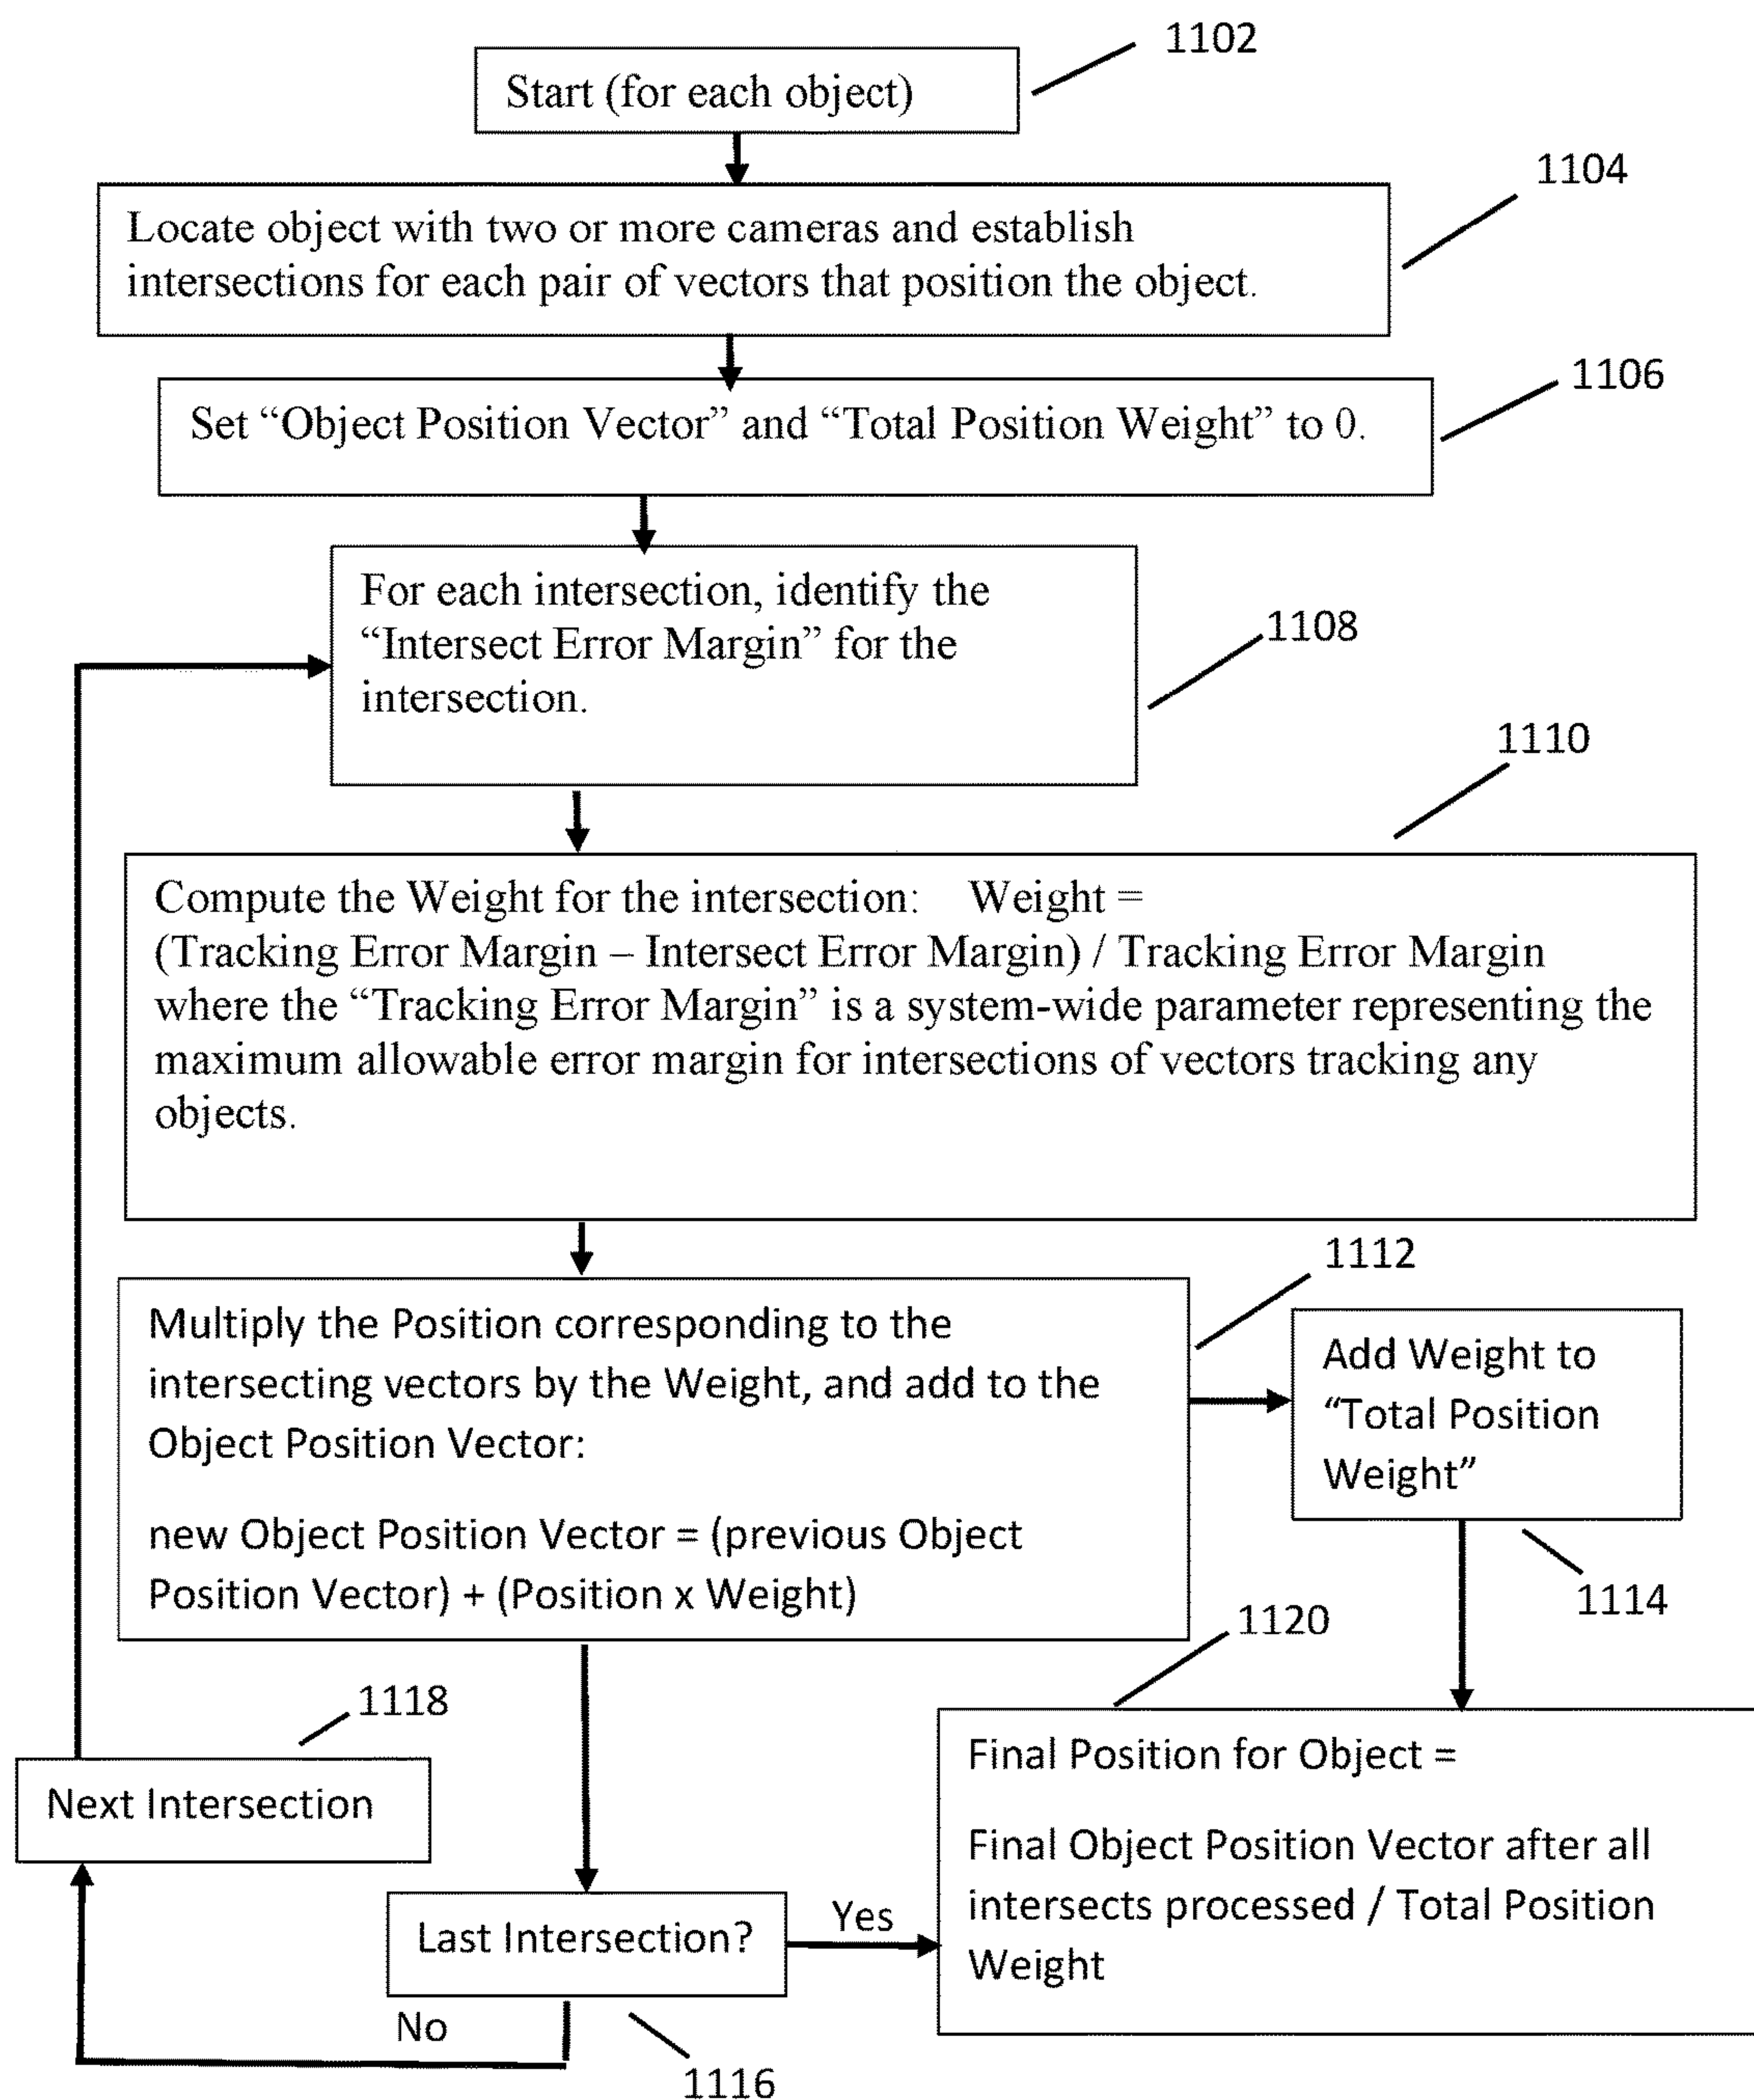 1102
Start (for each object)
1104
Locate object with two or more cameras and establish
intersections for each pair of vectors that position the object.
1106
Set “Object Position Vector” and “Total Position Weight” to 0.
For each intersection, identify the
“Intersect Error Margin” for the
intersection.
1108
1110
Compute the Weight for the intersection: Weight =
(Tracking Error Margin – Intersect Error Margin) / Tracking Error Margin
where the “Tracking Error Margin” is a system-wide parameter representing the
maximum allowable error margin for intersections of vectors tracking any
objects.
1112
Multiply the Position corresponding to the
intersecting vectors by the Weight, and add to the
Object Position Vector:
new Object Position Vector = (previous Object
Position Vector) + (Position x Weight)
Add Weight to
“Total Position
Weight”
1114
1120
1118
Next Intersection
Final Position for Object =
Final Object Position Vector after all
intersects processed / Total Position
Weight
Last Intersection?
Yes
No
1116